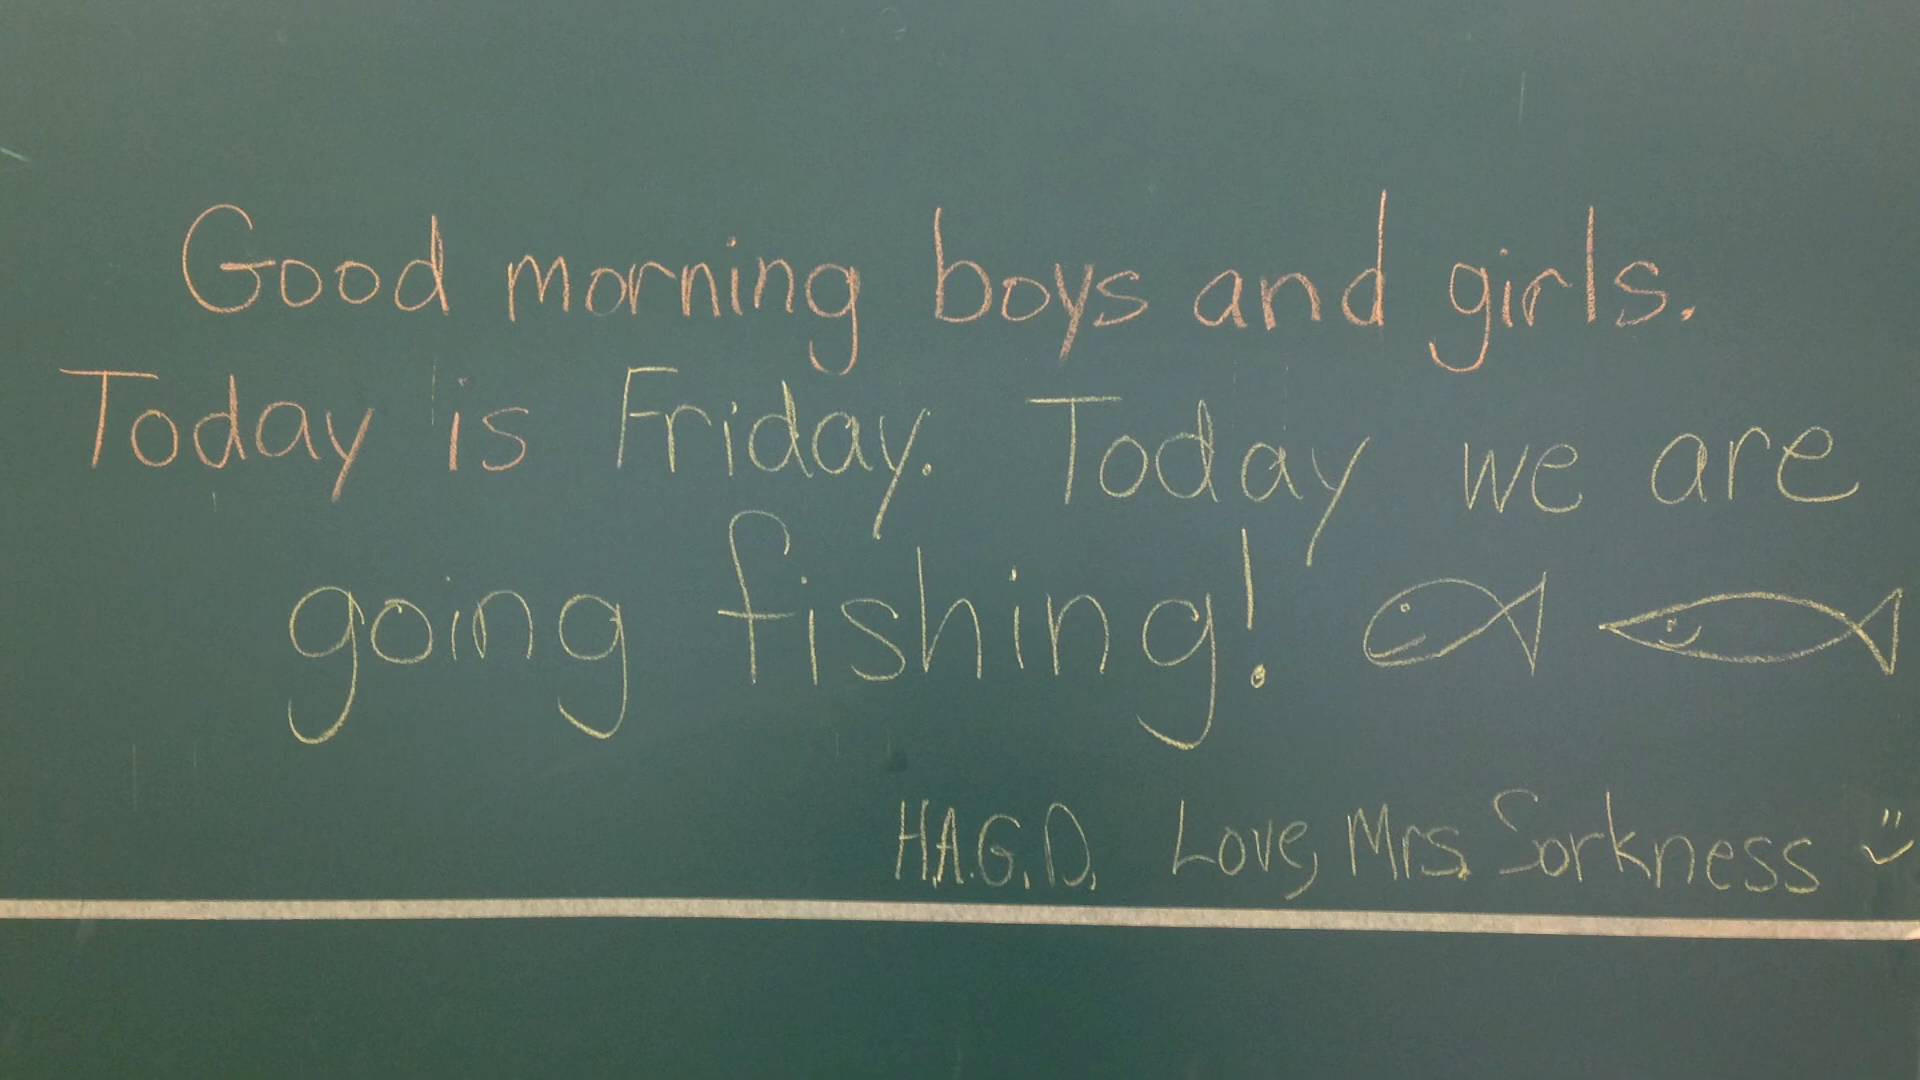 Good morning boys and girls.
Today is Friday. Today we are
going fishing!
H.A.G.D. Love, Mrs. Sorkness